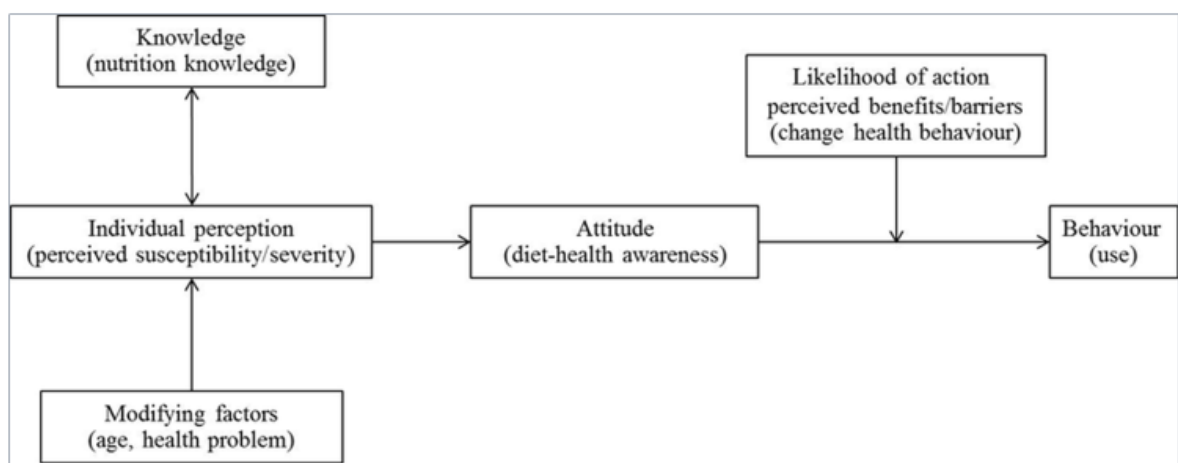 Knowledge
(nutrition knowledge)
Likelihood of action
perceived benefits/barriers
(change health behaviour)
Individual perception
(perceived susceptibility/severity)
Attitude
(diet-health awareness)
Behaviour
(use)
Modifying factors
(age, health problem)